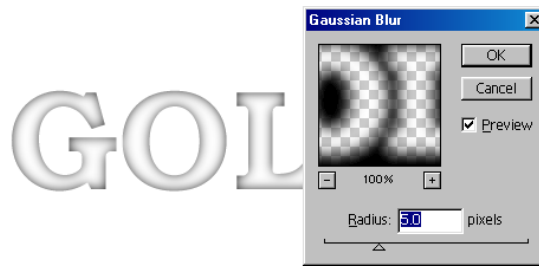 GOL
Gaussian Blur
OK
Cancel
Preview
100%
Radius: 5.0 pixels